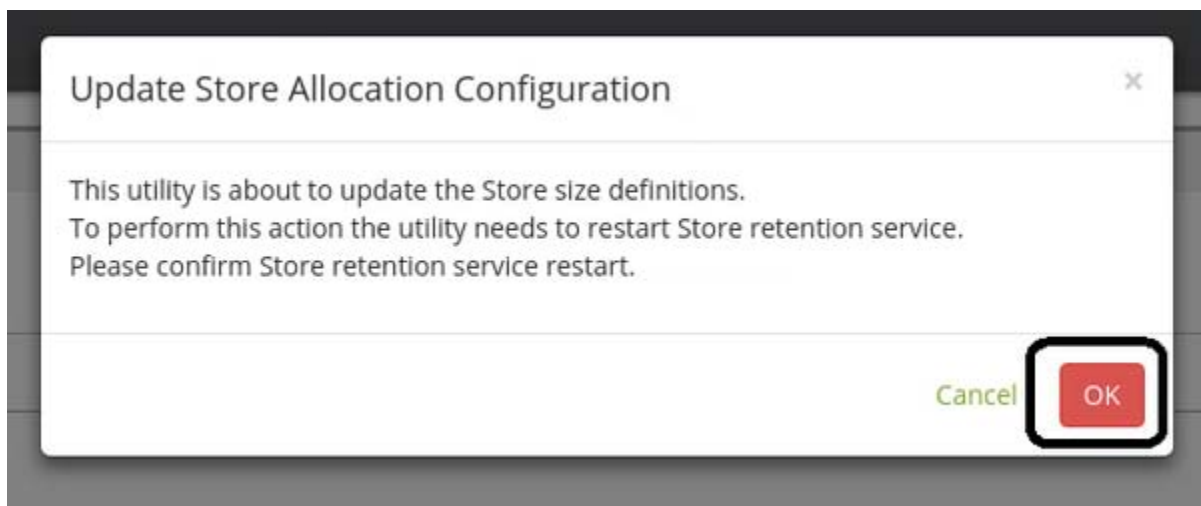 Update Store Allocation Configuration ×
This utility is about to update the Store size definitions.
To perform this action the utility needs to restart Store retention service.
Please confirm Store retention service restart.
Cancel OK